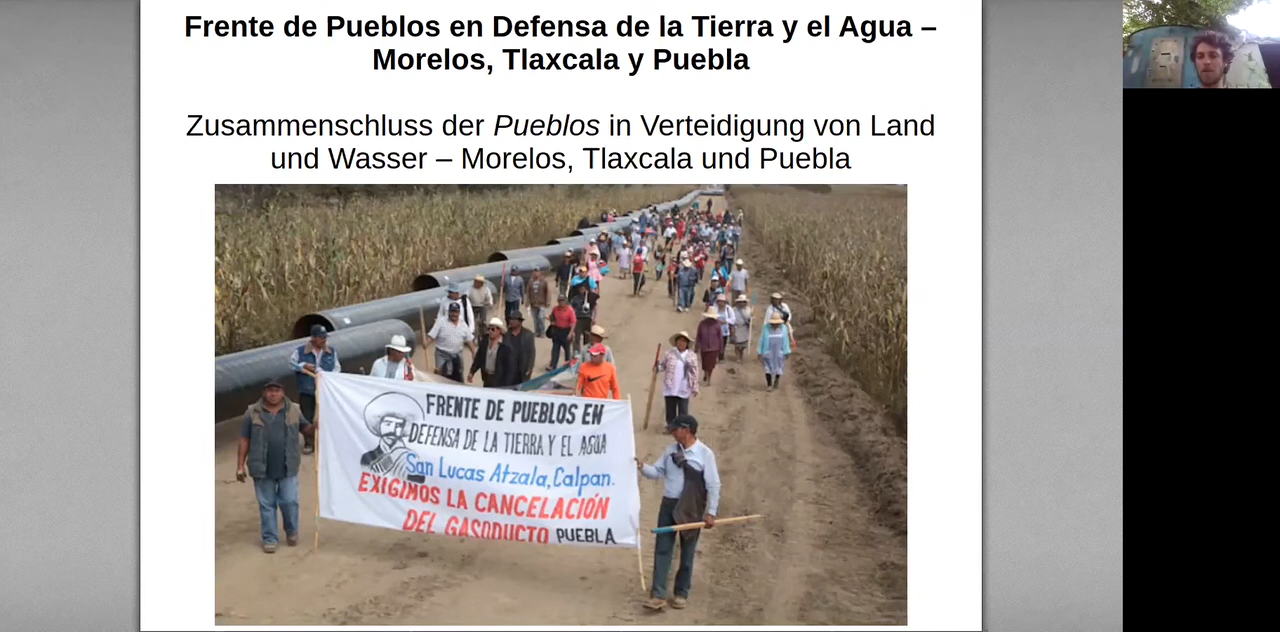 Frente de Pueblos en Defensa de la Tierra y el Agua –
Morelos, Tlaxcala y Puebla
Zusammenschluss der Pueblos in Verteidigung von Land
und Wasser – Morelos, Tlaxcala und Puebla
FRENTE DE PUEBLOS EN
DEFENSA DE LA TIERRA Y EL AGUA
San Lucas Atzala, Calpan.
EXIGIMOS LA CANCELACIÓN
DEL GASODUCTO PUEBLA